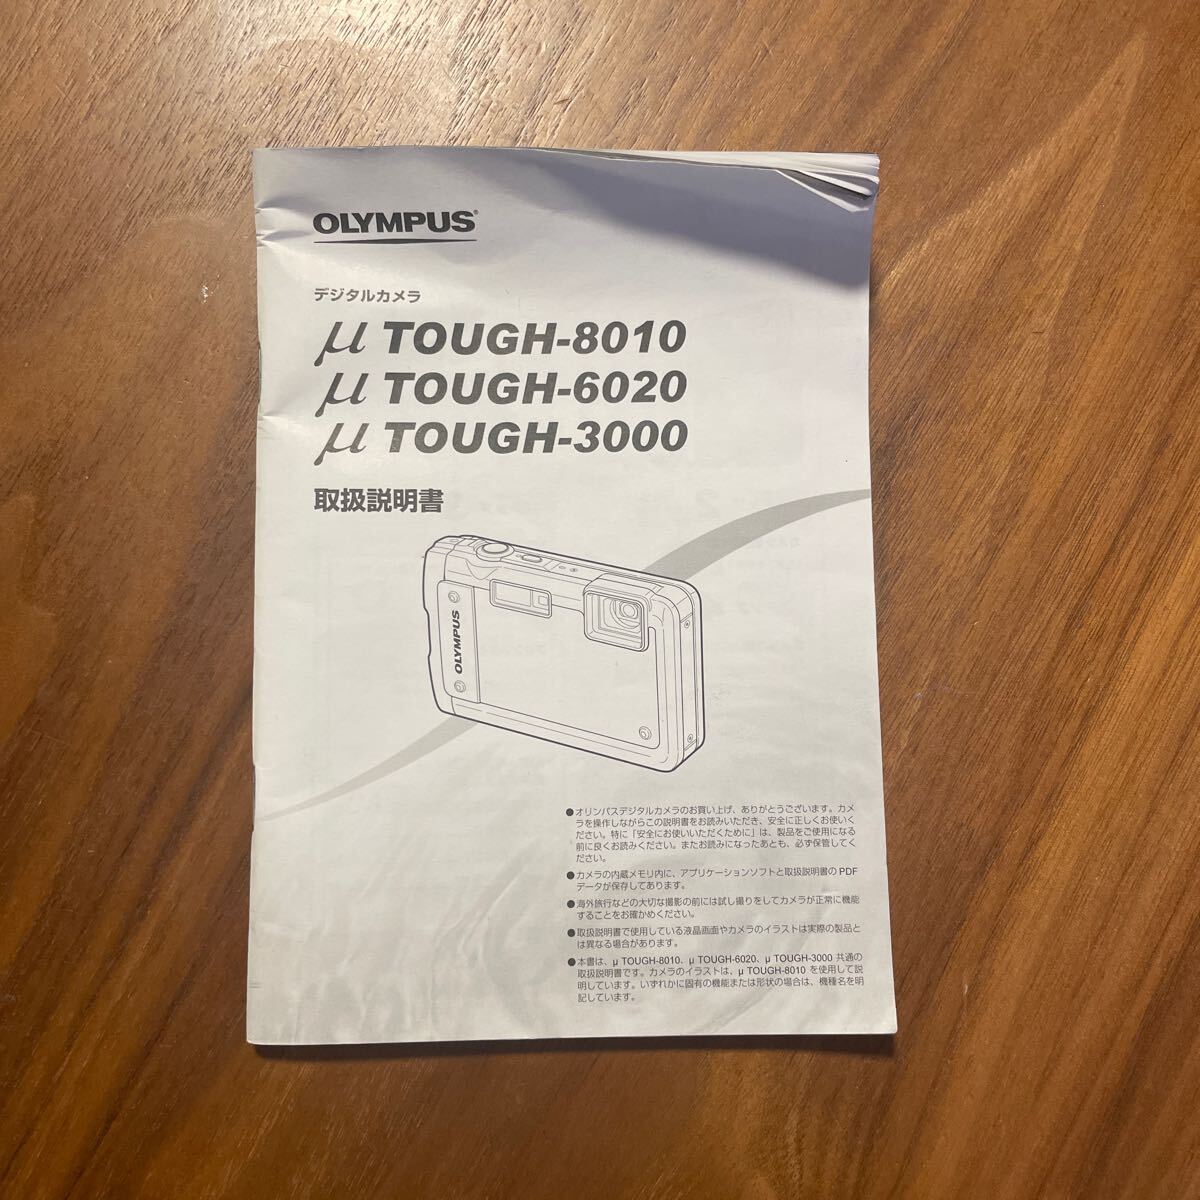 OLYMPUS®
デジタルカメラ
μ TOUGH-8010
μ TOUGH-6020
μ TOUGH-3000
取扱説明書
OLYMPUS
●オリンパスデジタルカメラのお買い上げ、ありがとうございます。カメ
ラを操作しながらこの説明書をお読みいただき、安全に正しくお使いく
ださい。特に「安全にお使いいただくために」は、製品をご使用になる
前に良くお読みください。またお読みになったあとも、必ず保管してく
ださい。
●カメラの内蔵メモリ内に、アプリケーションソフトと取扱説明書の PDF
データが保存してあります。
●海外旅行などの大切な撮影の前には試し撮りをしてカメラが正常に機能
することをお確かめください。
●取扱説明書で使用している液晶画面やカメラのイラストは実際の製品と
は異なる場合があります。
●本書は、μ TOUGH-8010、μ TOUGH-6020、μ TOUGH-3000 共通の
取扱説明書です。カメラのイラストは、μ TOUGH-8010 を使用して説
明しています。いずれかに固有の機能または形状の場合は、機種名を明
記しています。